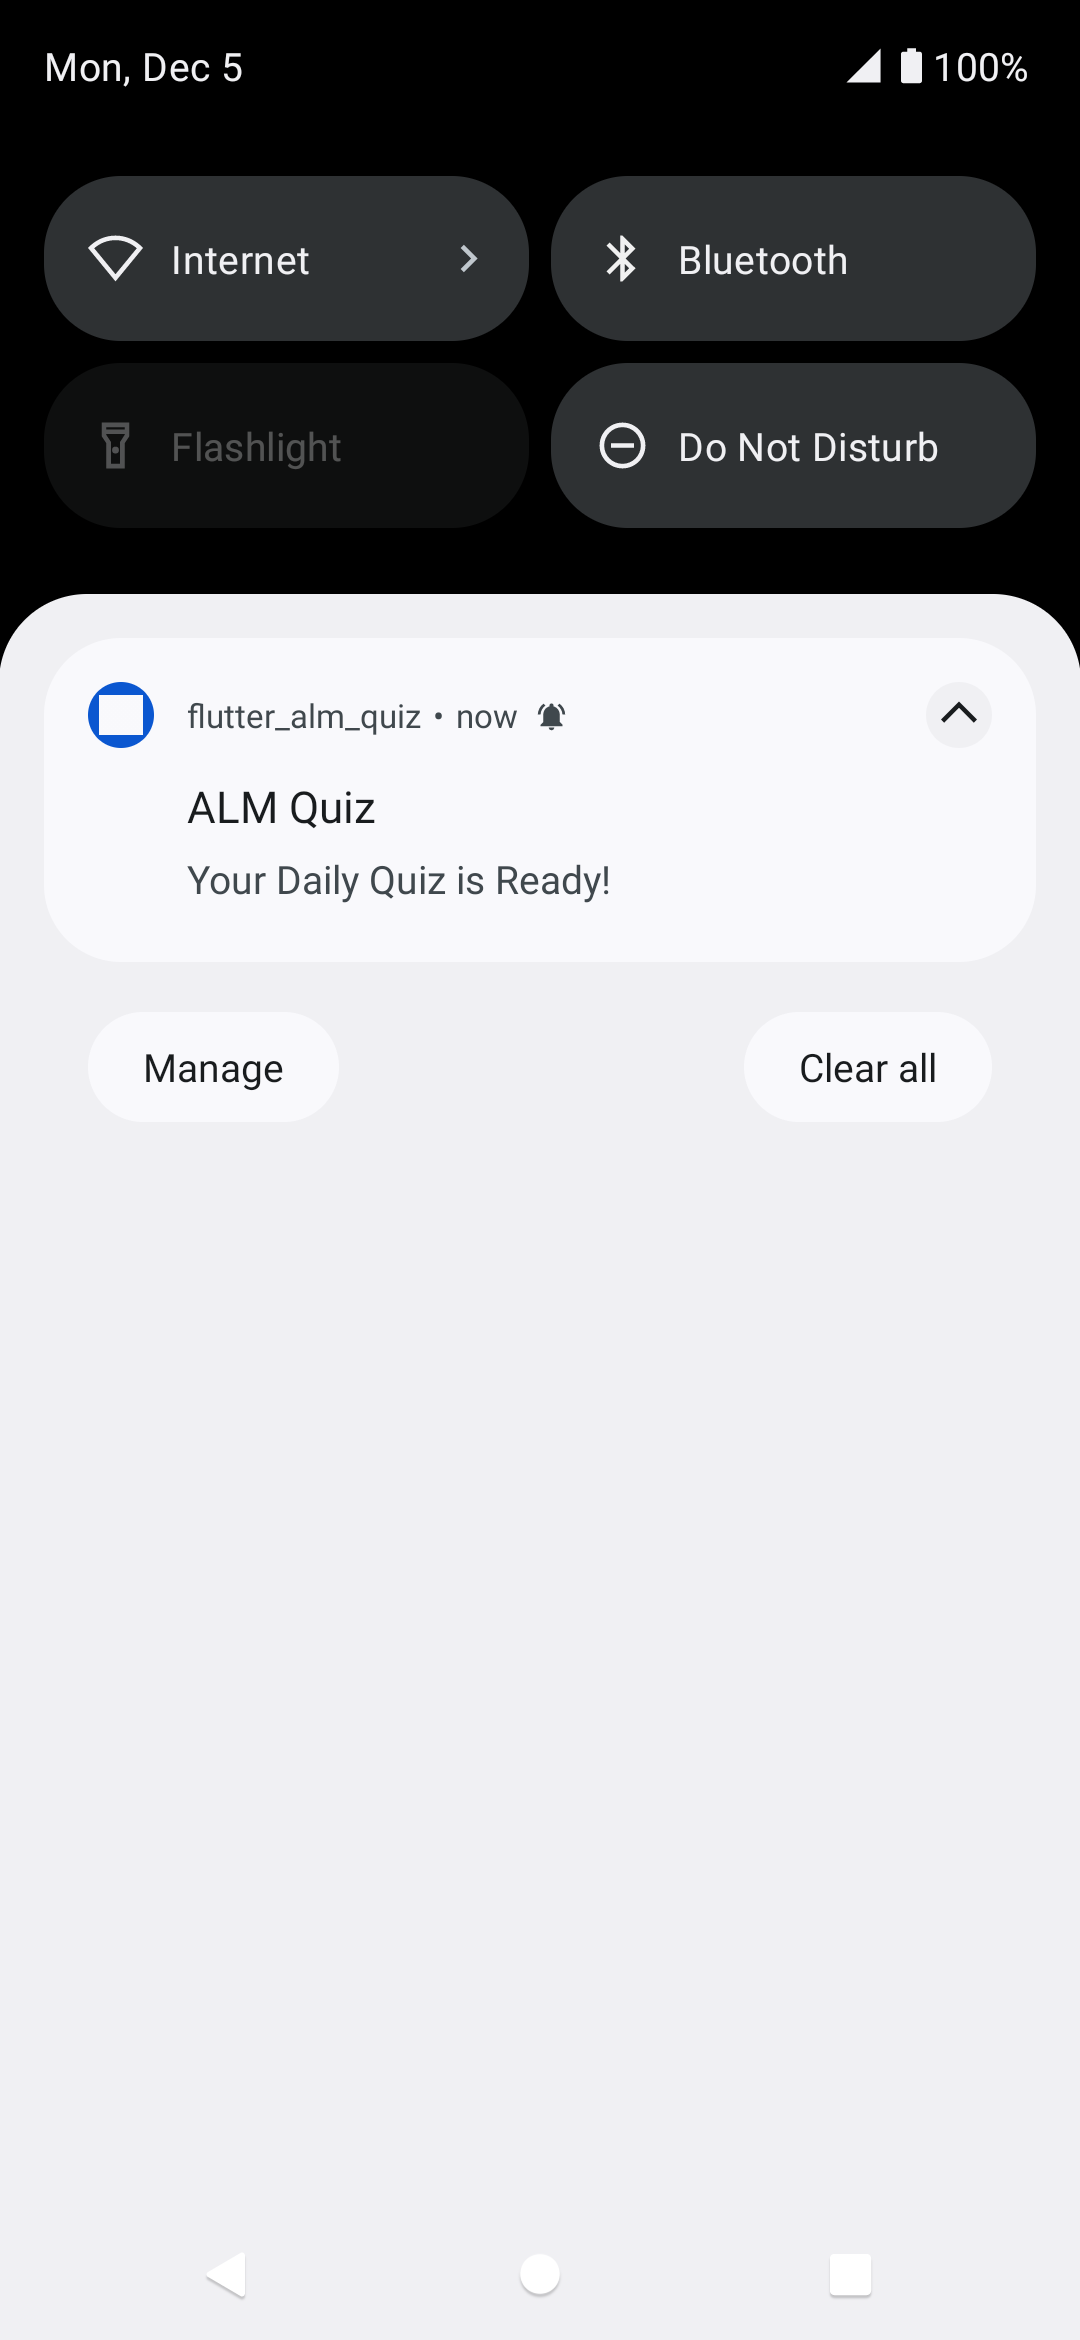 Mon, Dec 5 100%
Internet Bluetooth
Flashlight Do Not Disturb
flutter_alm_quiz • now
ALM Quiz
Your Daily Quiz is Ready!
Manage Clear all